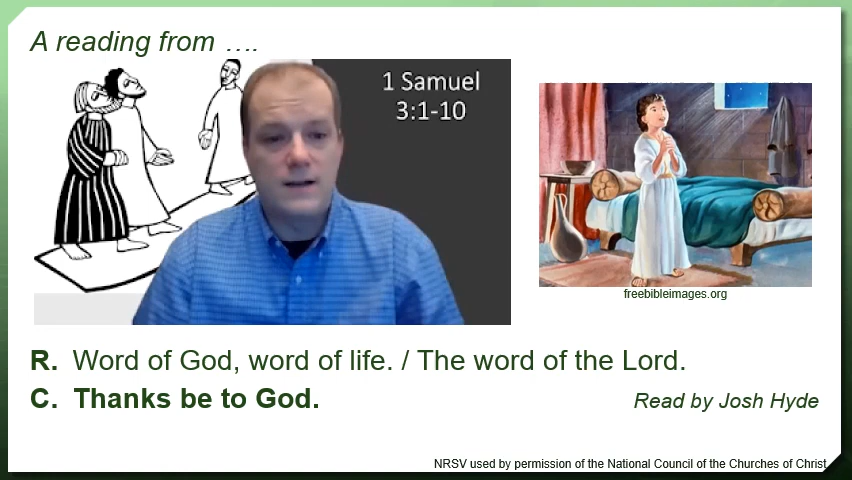 A reading from ….
1 Samuel
3:1-10
freebibleimages.org
R. Word of God, word of life. / The word of the Lord.
C. Thanks be to God.
Read by Josh Hyde
NRSV used by permission of the National Council of the Churches of Christ